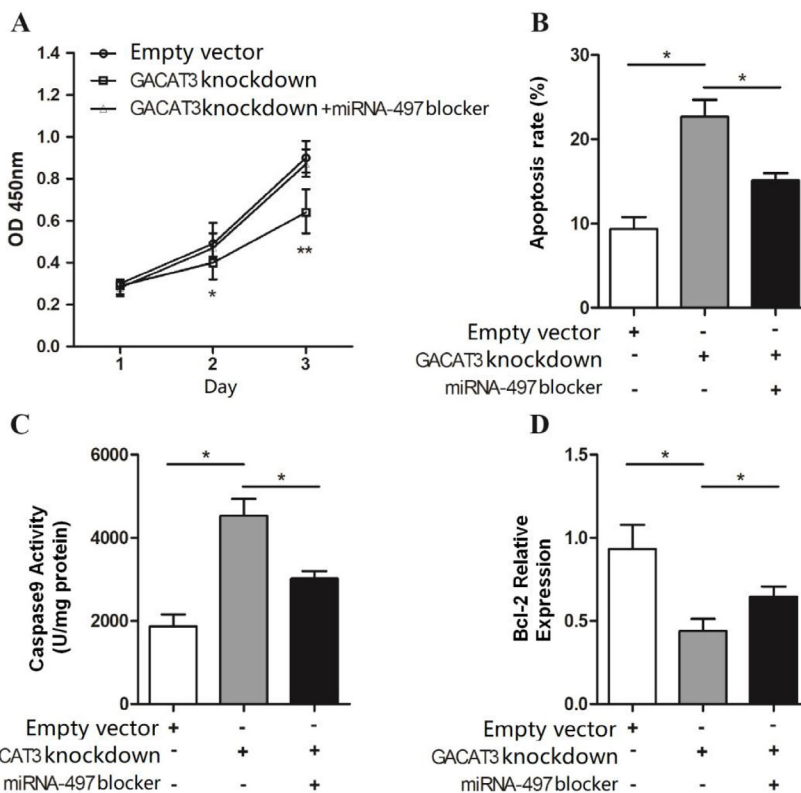 A
1.4
1.2
1.0
0.8
0.6
0.4
0.2
0.0
OD 450nm
Empty vector
GACAT3 knockdown
GACAT3 knockdown +miRNA-497 blocker
*
**
1 2 3
Day
B
30
20
10
0
Apoptosis rate (%)
*
*
Empty vector + - -
GACAT3 knockdown - + +
miRNA-497 blocker - - +
C
6000
4000
2000
0
Caspase9 Activity
(U/mg protein)
*
*
Empty vector + - -
CAT3 knockdown - + +
miRNA-497 blocker - - +
D
1.5
1.0
0.5
0.0
Bcl-2 Relative
Expression
*
*
Empty vector + - -
GACAT3 knockdown - + +
miRNA-497 blocker - - +